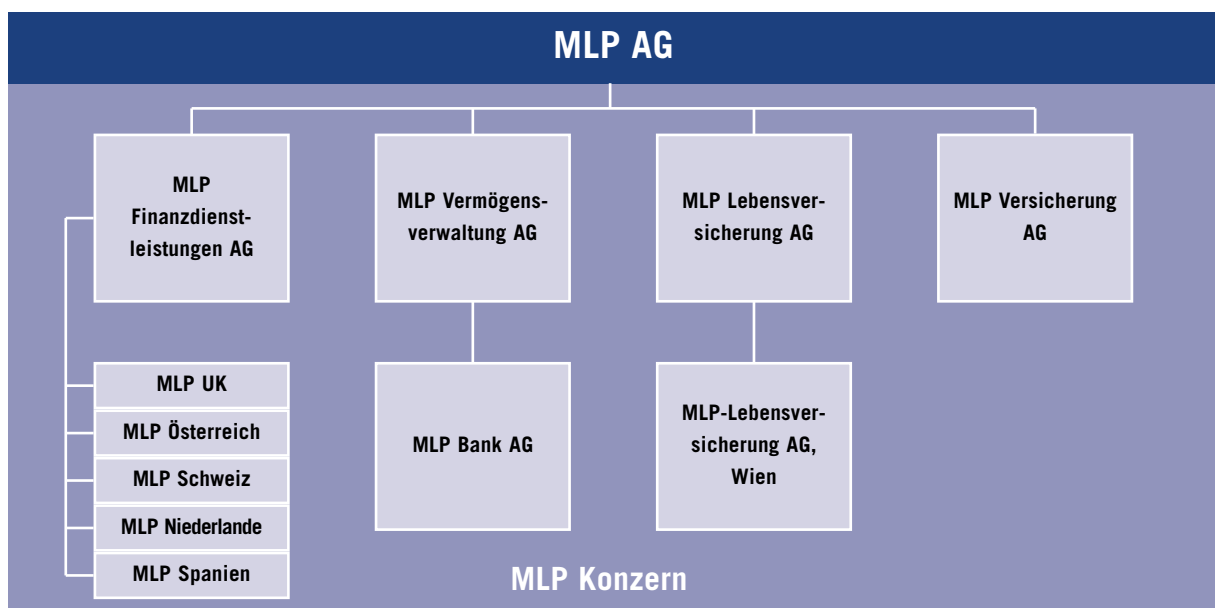 MLP AG
MLP
Finanzdienst-
leistungen AG
MLP Vermögens-
verwaltung AG
MLP Lebensver-
sicherung AG
MLP Versicherung
AG
MLP UK
MLP Österreich
MLP Schweiz
MLP Niederlande
MLP Spanien
MLP Bank AG
MLP-Lebensver-
sicherung AG,
Wien
MLP Konzern